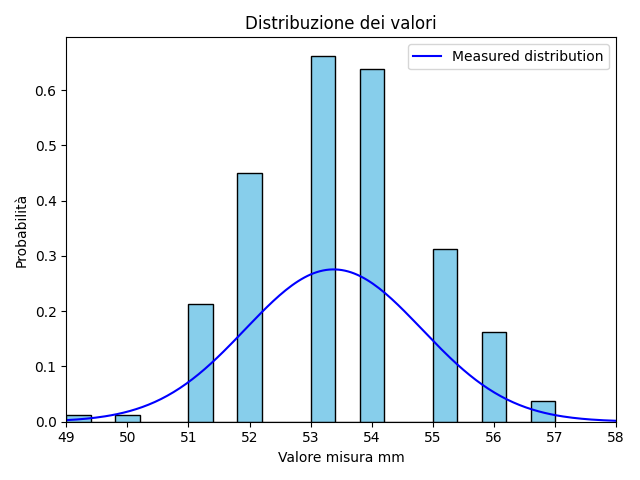 Distribuzione dei valori
Measured distribution
Probabilità
0.6
0.5
0.4
0.3
0.2
0.1
0.0
49 50 51 52 53 54 55 56 57 58
Valore misura mm